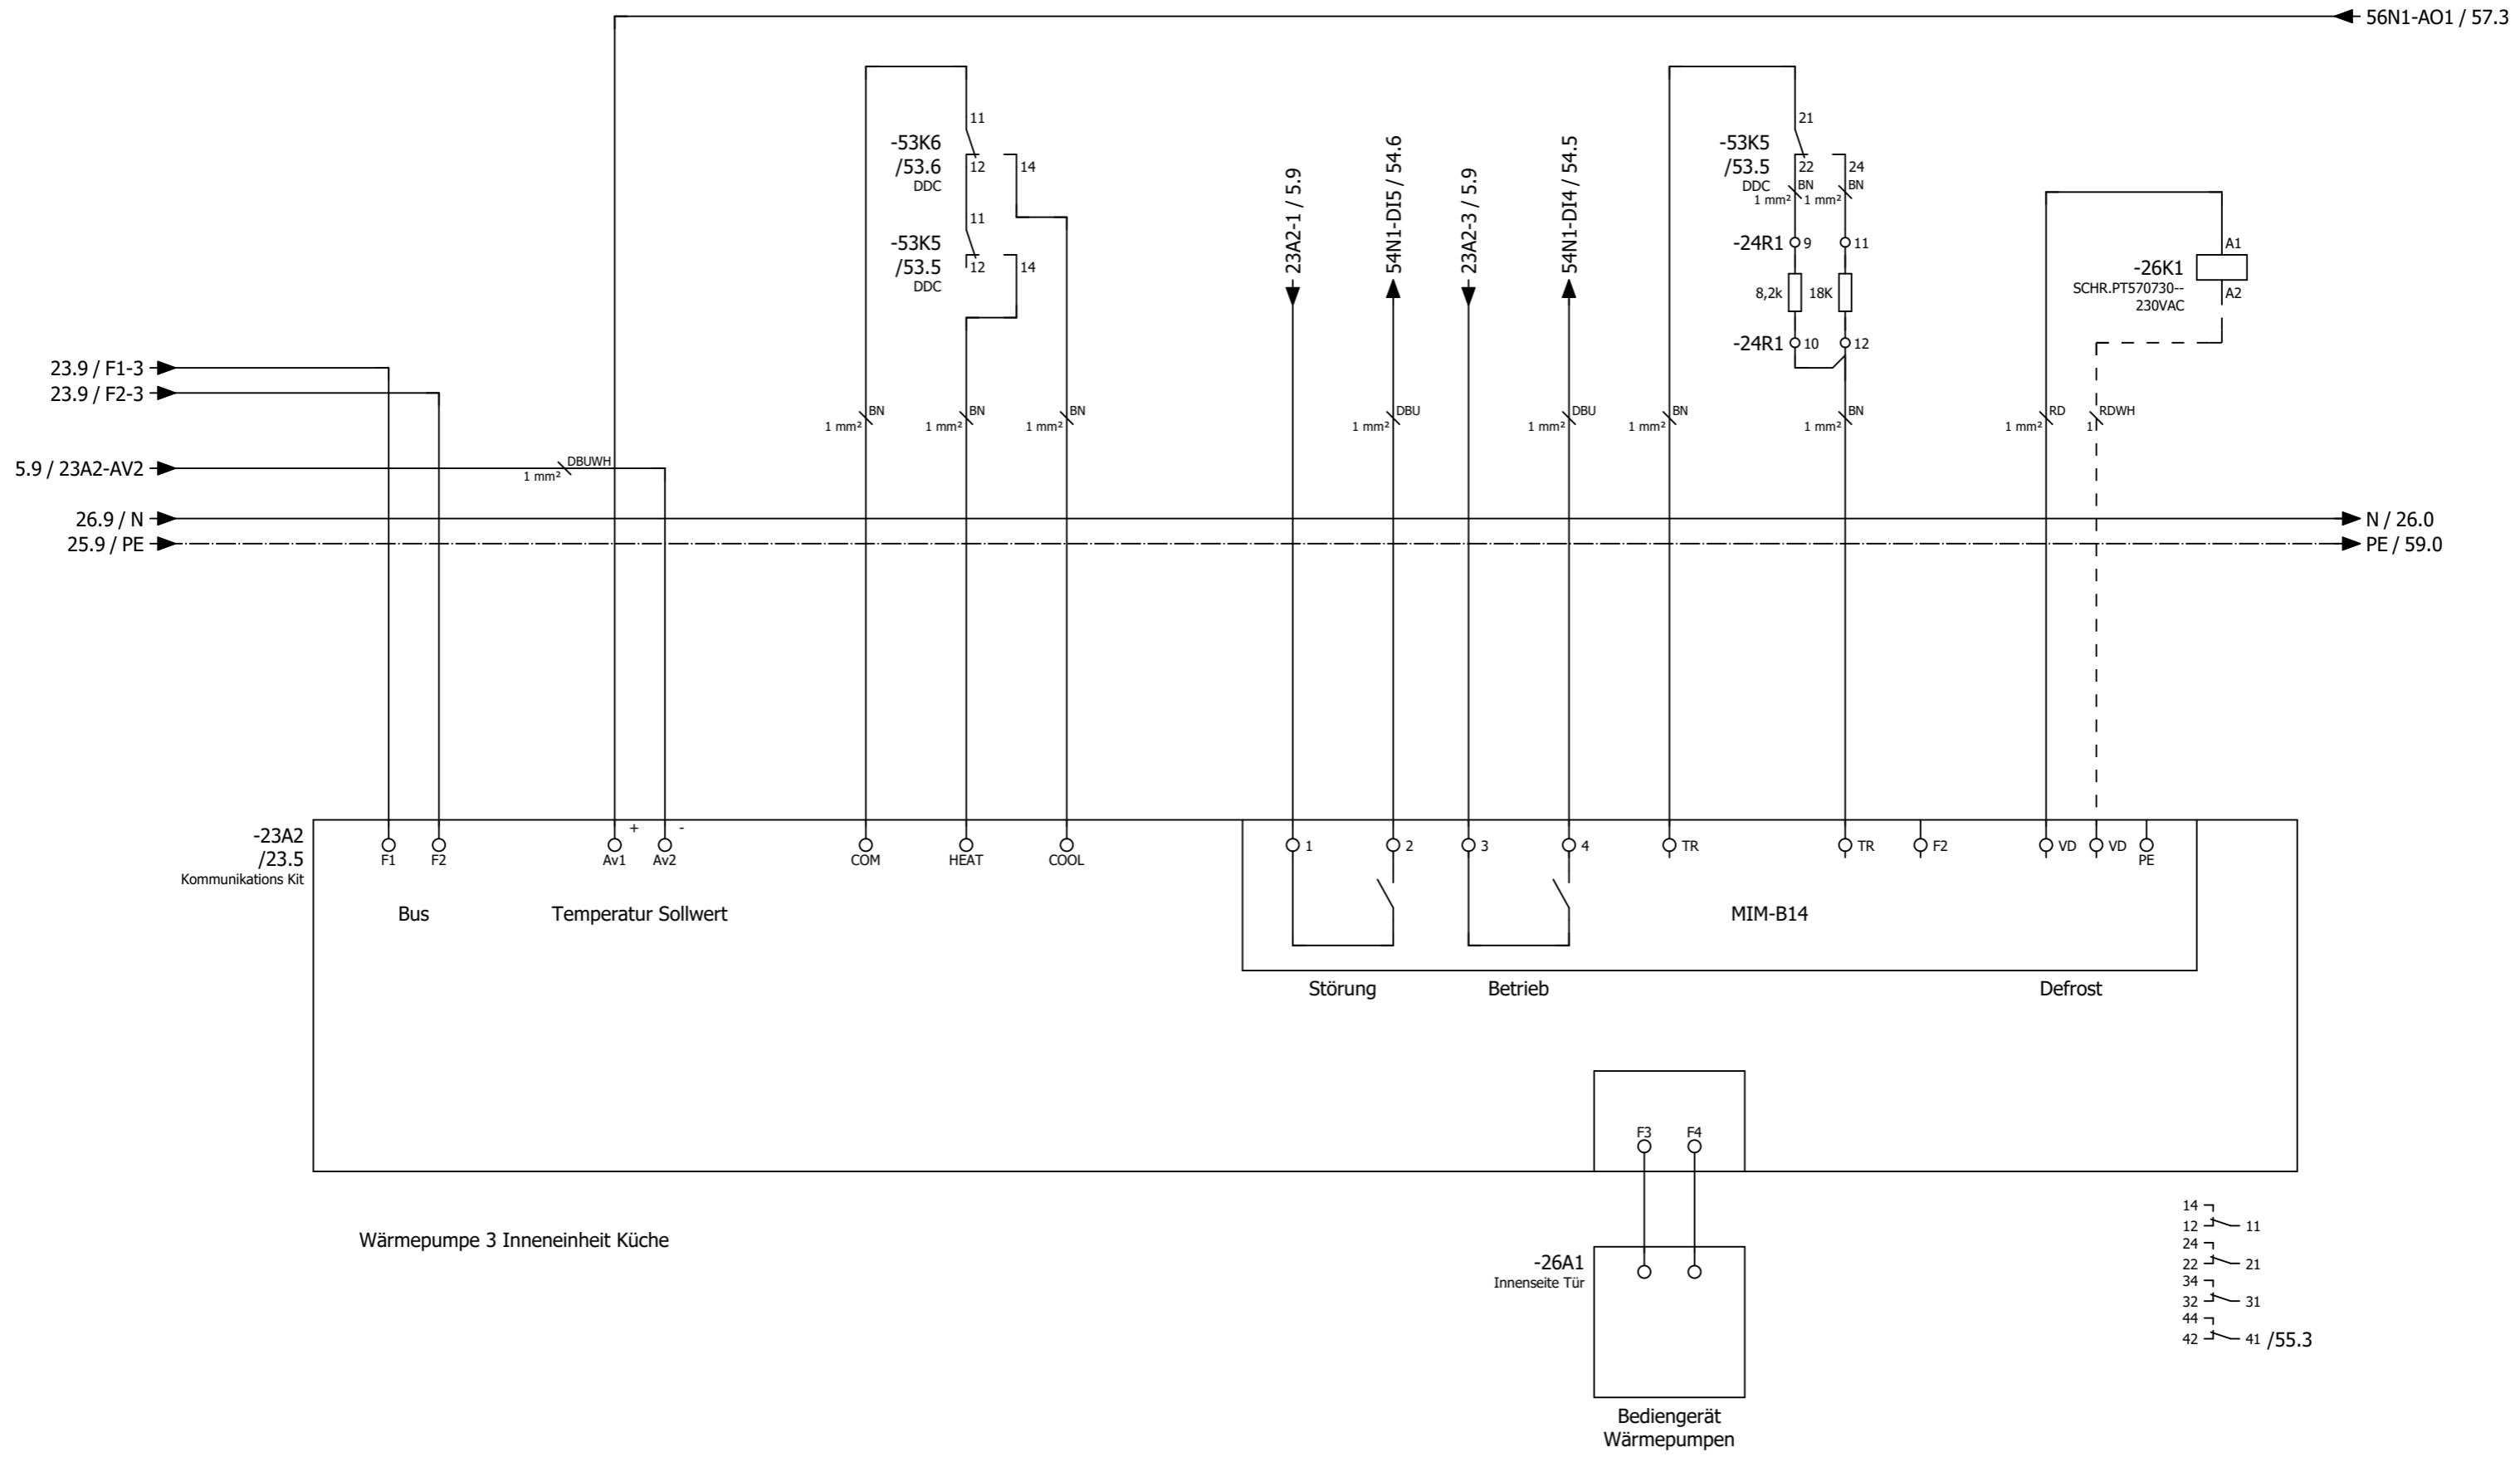 56N1-AO1 / 57.3
11
-53K6
/53.6
DDC
12
14
11
-53K5
/53.5
DDC
12
14
23A2-1 / 5.9
54N1-DI5 / 54.6
23A2-3 / 5.9
54N1-DI4 / 54.5
21
-53K5
/53.5
DDC
22
24
BN
BN
1 mm²
1 mm²
-24R1
9
11
8,2k
18K
-24R1
10
12
A1
-26K1
SCHR.PT570730--
230VAC
A2
23.9 / F1-3
23.9 / F2-3
BN
1 mm²
BN
1 mm²
BN
1 mm²
DBU
1 mm²
DBU
1 mm²
BN
1 mm²
BN
1 mm²
RD
1 mm²
RDWH
1
5.9 / 23A2-AV2
DBUWH
1 mm²
26.9 / N
N / 26.0
25.9 / PE
PE / 59.0
-23A2
/23.5
Kommunikations Kit
F1
F2
+
-
Av1
Av2
COM
HEAT
COOL
1
2
3
4
TR
TR
F2
VD
VD
PE
Bus
Temperatur Sollwert
MIM-B14
Störung
Betrieb
Defrost
F3
F4
Wärmepumpe 3 Inneneinheit Küche
-26A1
Innenseite Tür
Bediengerät
Wärmepumpen
14
12 11
24
22 21
34
32 31
44
42 41 /55.3